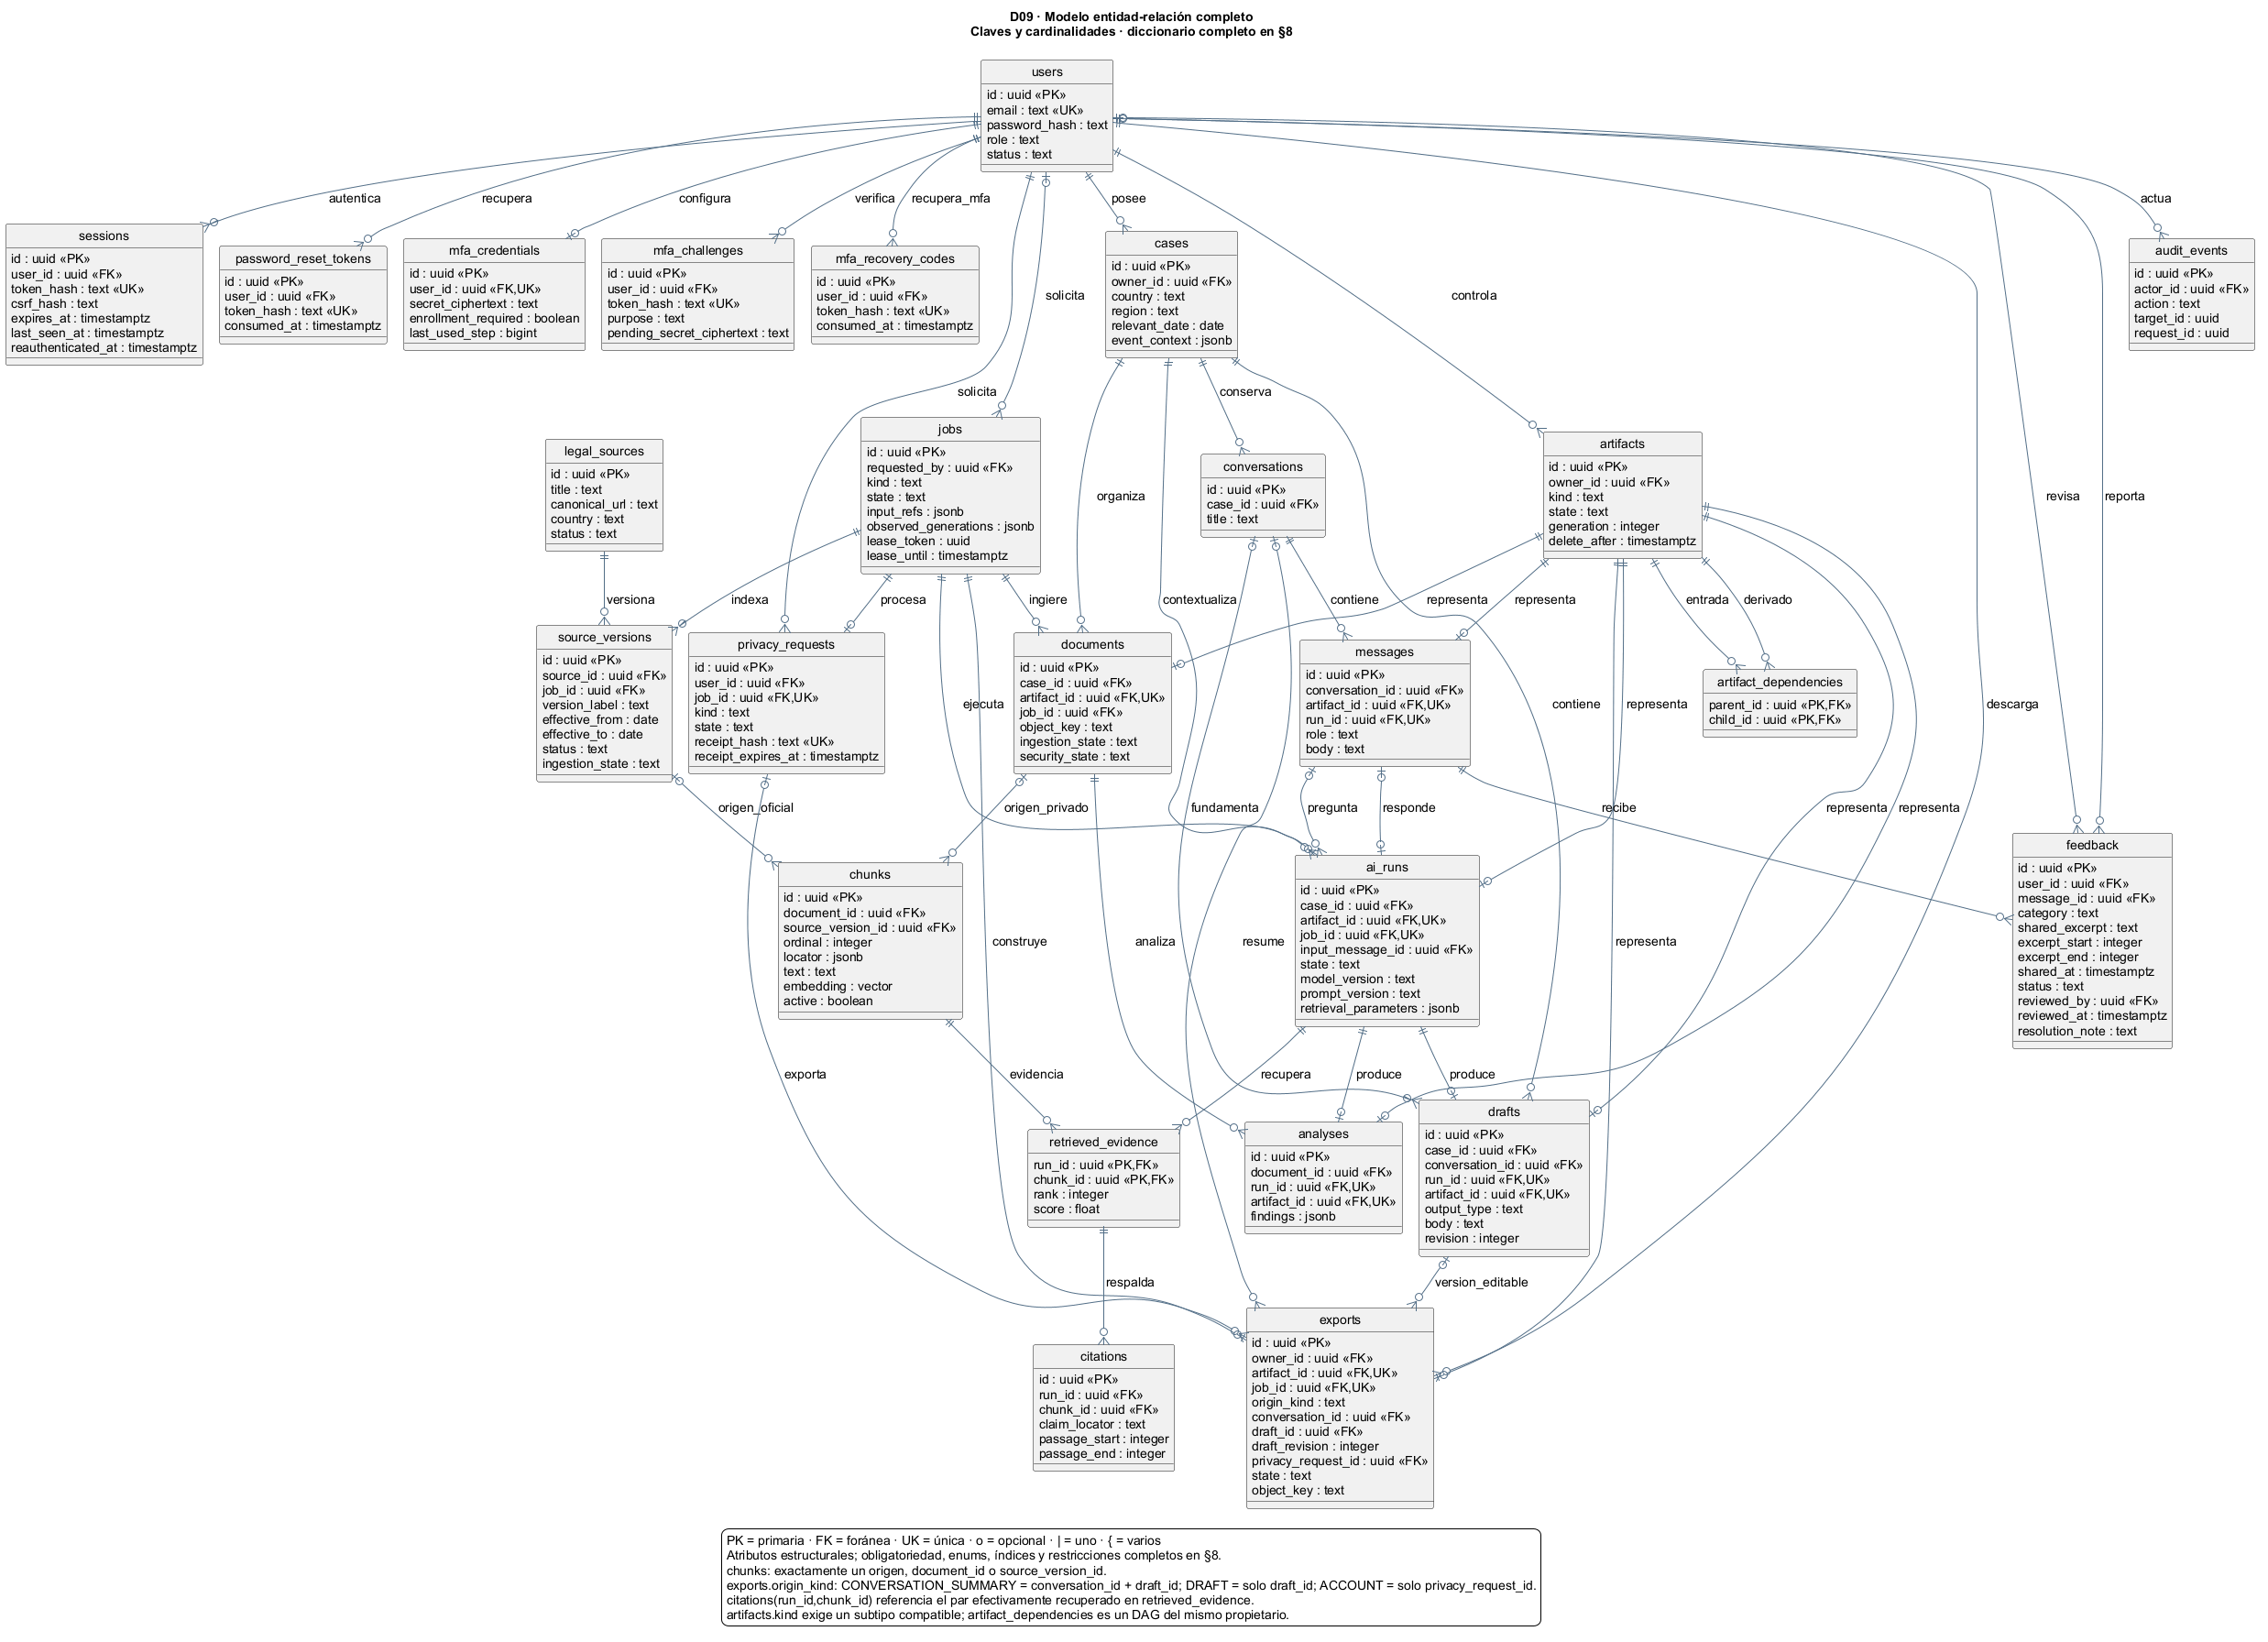 D09 · Modelo entidad-relación completo
Claves y cardinalidades · diccionario completo en §8
users
id : uuid «PK»
email : text «UK»
password_hash : text
role : text
status : text
autentica
recupera
configura
verifica
recupera_mfa
posee
actua
sessions
id : uuid «PK»
user_id : uuid «FK»
token_hash : text «UK»
csrf_hash : text
expires_at : timestamptz
last_seen_at : timestamptz
reauthenticated_at : timestamptz
password_reset_tokens
id : uuid «PK»
user_id : uuid «FK»
token_hash : text «UK»
consumed_at : timestamptz
mfa_credentials
id : uuid «PK»
user_id : uuid «FK,UK»
secret_ciphertext : text
enrollment_required : boolean
last_used_step : bigint
mfa_challenges
id : uuid «PK»
user_id : uuid «FK»
token_hash : text «UK»
purpose : text
pending_secret_ciphertext : text
mfa_recovery_codes
id : uuid «PK»
user_id : uuid «FK»
token_hash : text «UK»
consumed_at : timestamptz
solicita
cases
id : uuid «PK»
owner_id : uuid «FK»
country : text
region : text
relevant_date : date
event_context : jsonb
controla
audit_events
id : uuid «PK»
actor_id : uuid «FK»
action : text
target_id : uuid
request_id : uuid
solicita
conserva
legal_sources
id : uuid «PK»
title : text
canonical_url : text
country : text
status : text
jobs
id : uuid «PK»
requested_by : uuid «FK»
kind : text
state : text
input_refs : jsonb
observed_generations : jsonb
lease_token : uuid
lease_until : timestamptz
organiza
conversations
id : uuid «PK»
case_id : uuid «FK»
title : text
artifacts
id : uuid «PK»
owner_id : uuid «FK»
kind : text
state : text
generation : integer
delete_after : timestamptz
revisa
reporta
versiona
indexa
procesa
ingiere
contextualiza
contiene
representa
representa
entrada
derivado
source_versions
id : uuid «PK»
source_id : uuid «FK»
job_id : uuid «FK»
version_label : text
effective_from : date
effective_to : date
status : text
ingestion_state : text
privacy_requests
id : uuid «PK»
user_id : uuid «FK»
job_id : uuid «FK,UK»
kind : text
state : text
receipt_hash : text «UK»
receipt_expires_at : timestamptz
ejecuta
documents
id : uuid «PK»
case_id : uuid «FK»
artifact_id : uuid «FK,UK»
job_id : uuid «FK»
object_key : text
ingestion_state : text
security_state : text
messages
id : uuid «PK»
conversation_id : uuid «FK»
artifact_id : uuid «FK,UK»
run_id : uuid «FK,UK»
role : text
body : text
contiene
representa
artifact_dependencies
parent_id : uuid «PK,FK»
child_id : uuid «PK,FK»
descarga
origen_oficial
origen_privado
fundamenta
pregunta
responde
recibe
representa
representa
chunks
id : uuid «PK»
document_id : uuid «FK»
source_version_id : uuid «FK»
ordinal : integer
locator : jsonb
text : text
embedding : vector
active : boolean
construye
analiza
resume
ai_runs
id : uuid «PK»
case_id : uuid «FK»
artifact_id : uuid «FK,UK»
job_id : uuid «FK,UK»
input_message_id : uuid «FK»
state : text
model_version : text
prompt_version : text
retrieval_parameters : jsonb
representa
feedback
id : uuid «PK»
user_id : uuid «FK»
message_id : uuid «FK»
category : text
shared_excerpt : text
excerpt_start : integer
excerpt_end : integer
shared_at : timestamptz
status : text
reviewed_by : uuid «FK»
reviewed_at : timestamptz
resolution_note : text
exporta
evidencia
recupera
produce
produce
retrieved_evidence
run_id : uuid «PK,FK»
chunk_id : uuid «PK,FK»
rank : integer
score : float
analyses
id : uuid «PK»
document_id : uuid «FK»
run_id : uuid «FK,UK»
artifact_id : uuid «FK,UK»
findings : jsonb
drafts
id : uuid «PK»
case_id : uuid «FK»
conversation_id : uuid «FK»
run_id : uuid «FK,UK»
artifact_id : uuid «FK,UK»
output_type : text
body : text
revision : integer
respalda
version_editable
citations
id : uuid «PK»
run_id : uuid «FK»
chunk_id : uuid «FK»
claim_locator : text
passage_start : integer
passage_end : integer
exports
id : uuid «PK»
owner_id : uuid «FK»
artifact_id : uuid «FK,UK»
job_id : uuid «FK,UK»
origin_kind : text
conversation_id : uuid «FK»
draft_id : uuid «FK»
draft_revision : integer
privacy_request_id : uuid «FK»
state : text
object_key : text
PK = primaria · FK = foránea · UK = única · o = opcional · | = uno · { = varios
Atributos estructurales; obligatoriedad, enums, índices y restricciones completos en §8.
chunks: exactamente un origen, document_id o source_version_id.
exports.origin_kind: CONVERSATION_SUMMARY = conversation_id + draft_id; DRAFT = solo draft_id; ACCOUNT = solo privacy_request_id.
citations(run_id,chunk_id) referencia el par efectivamente recuperado en retrieved_evidence.
artifacts.kind exige un subtipo compatible; artifact_dependencies es un DAG del mismo propietario.